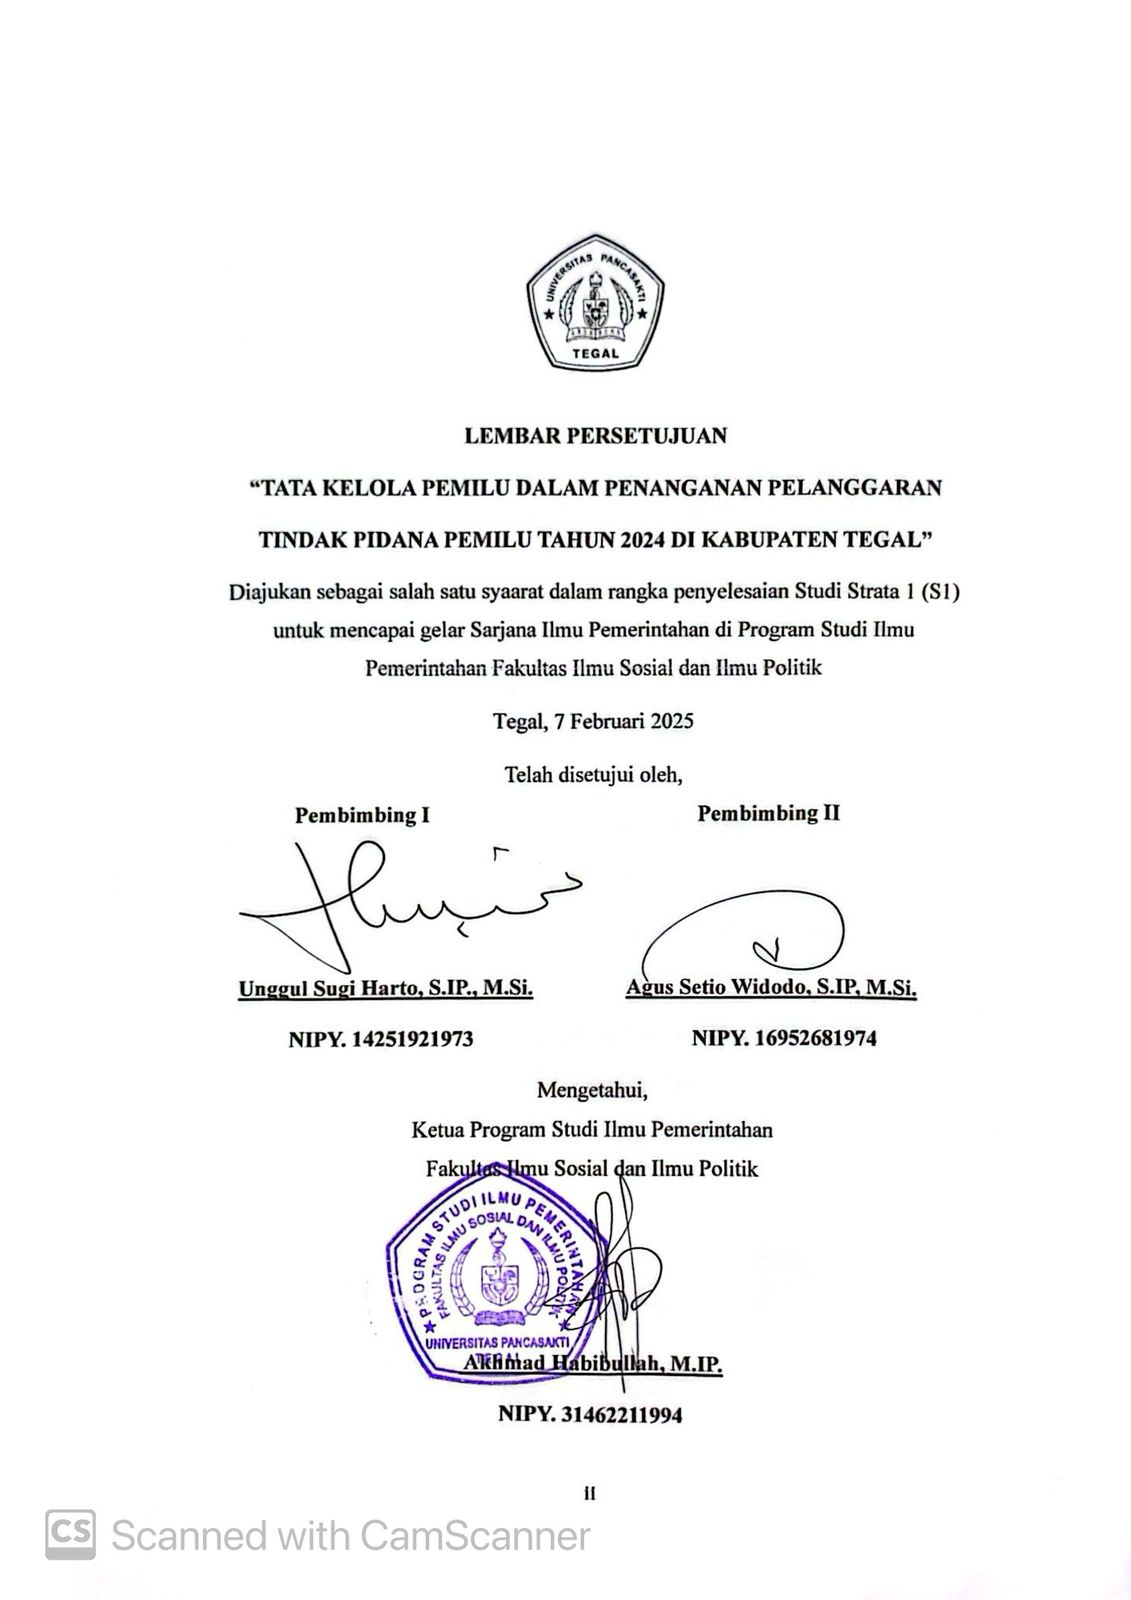 UNIVERSITAS PANCASAKTI
TEGAL
LEMBAR PERSETUJUAN
“TATA KELOLA PEMILU DALAM PENANGANAN PELANGGARAN
TINDAK PIDANA PEMILU TAHUN 2024 DI KABUPATEN TEGAL”
Diajukan sebagai salah satu syaarat dalam rangka penyelesaian Studi Strata 1 (S1)
untuk mencapai gelar Sarjana Ilmu Pemerintahan di Program Studi Ilmu
Pemerintahan Fakultas Ilmu Sosial dan Ilmu Politik
Tegal, 7 Februari 2025
Telah disetujui oleh,
Pembimbing I Pembimbing II
Unggul Sugi Harto, S.IP., M.Si. Agus Setio Widodo, S.IP, M.Si.
NIPY. 14251921973 NIPY. 16952681974
Mengetahui,
Ketua Program Studi Ilmu Pemerintahan
Fakultas Ilmu Sosial dan Ilmu Politik
PROGRAM STUDI ILMU PEMERINTAHAN
FAKULTAS ILMU SOSIAL DAN ILMU POLITIK
UNIVERSITAS PANCASAKTI
TEGAL
Akhmad Habibullah, M.IP.
NIPY. 31462211994
ii
CS Scanned with CamScanner